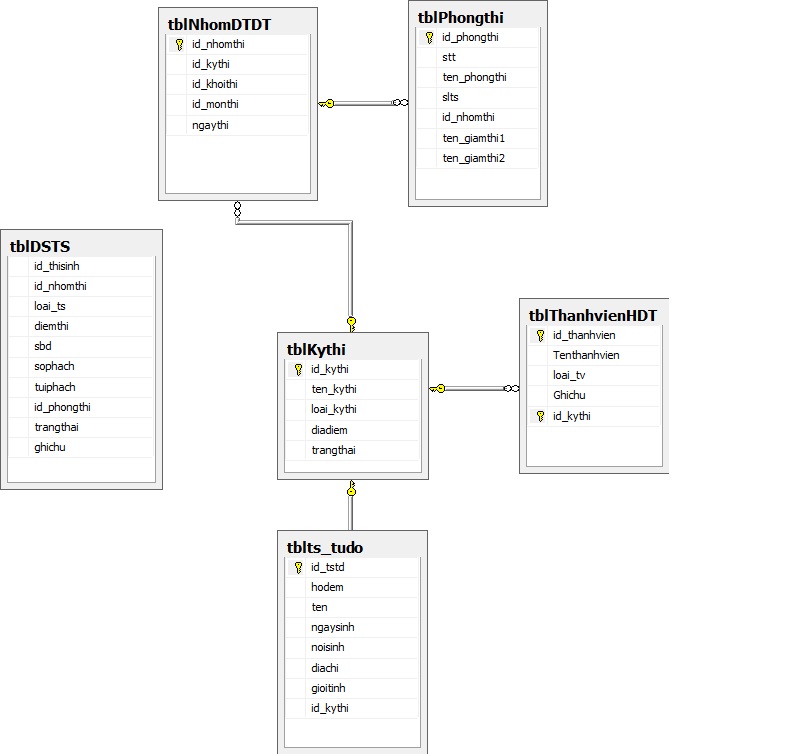 tblNhomDTDT
id_nhomthi
id_kythi
id_khoithi
id_monthi
ngaythi
tblPhongthi
id_phongthi
stt
ten_phongthi
slts
id_nhomthi
ten_giamthi1
ten_giamthi2
tblDSTS
id_thisinh
id_nhomthi
loai_ts
diemthi
sbd
sophach
tuiphach
id_phongthi
trangthai
ghichu
tblKythi
id_kythi
ten_kythi
loai_kythi
diadiem
trangthai
tblThanhvienHDT
id_thanhvien
Tenthanhvien
loai_tv
Ghichu
id_kythi
tblts_tudo
id_tstd
hodem
ten
ngaysinh
noisinh
diachi
gioitinh
id_kythi